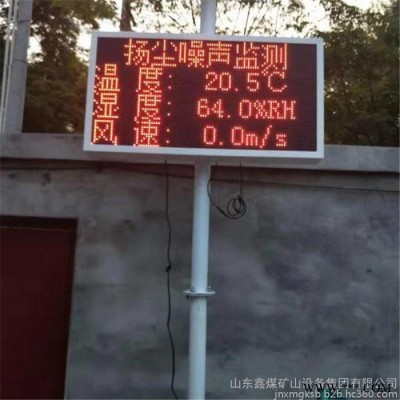 扬尘噪声监测
温 度: 20.5℃
湿 度: 64.0%RH
风 速: 0.0m/s
山东鑫煤矿山设备集团有限公司
jnxmgksb.b2b.hc360.com